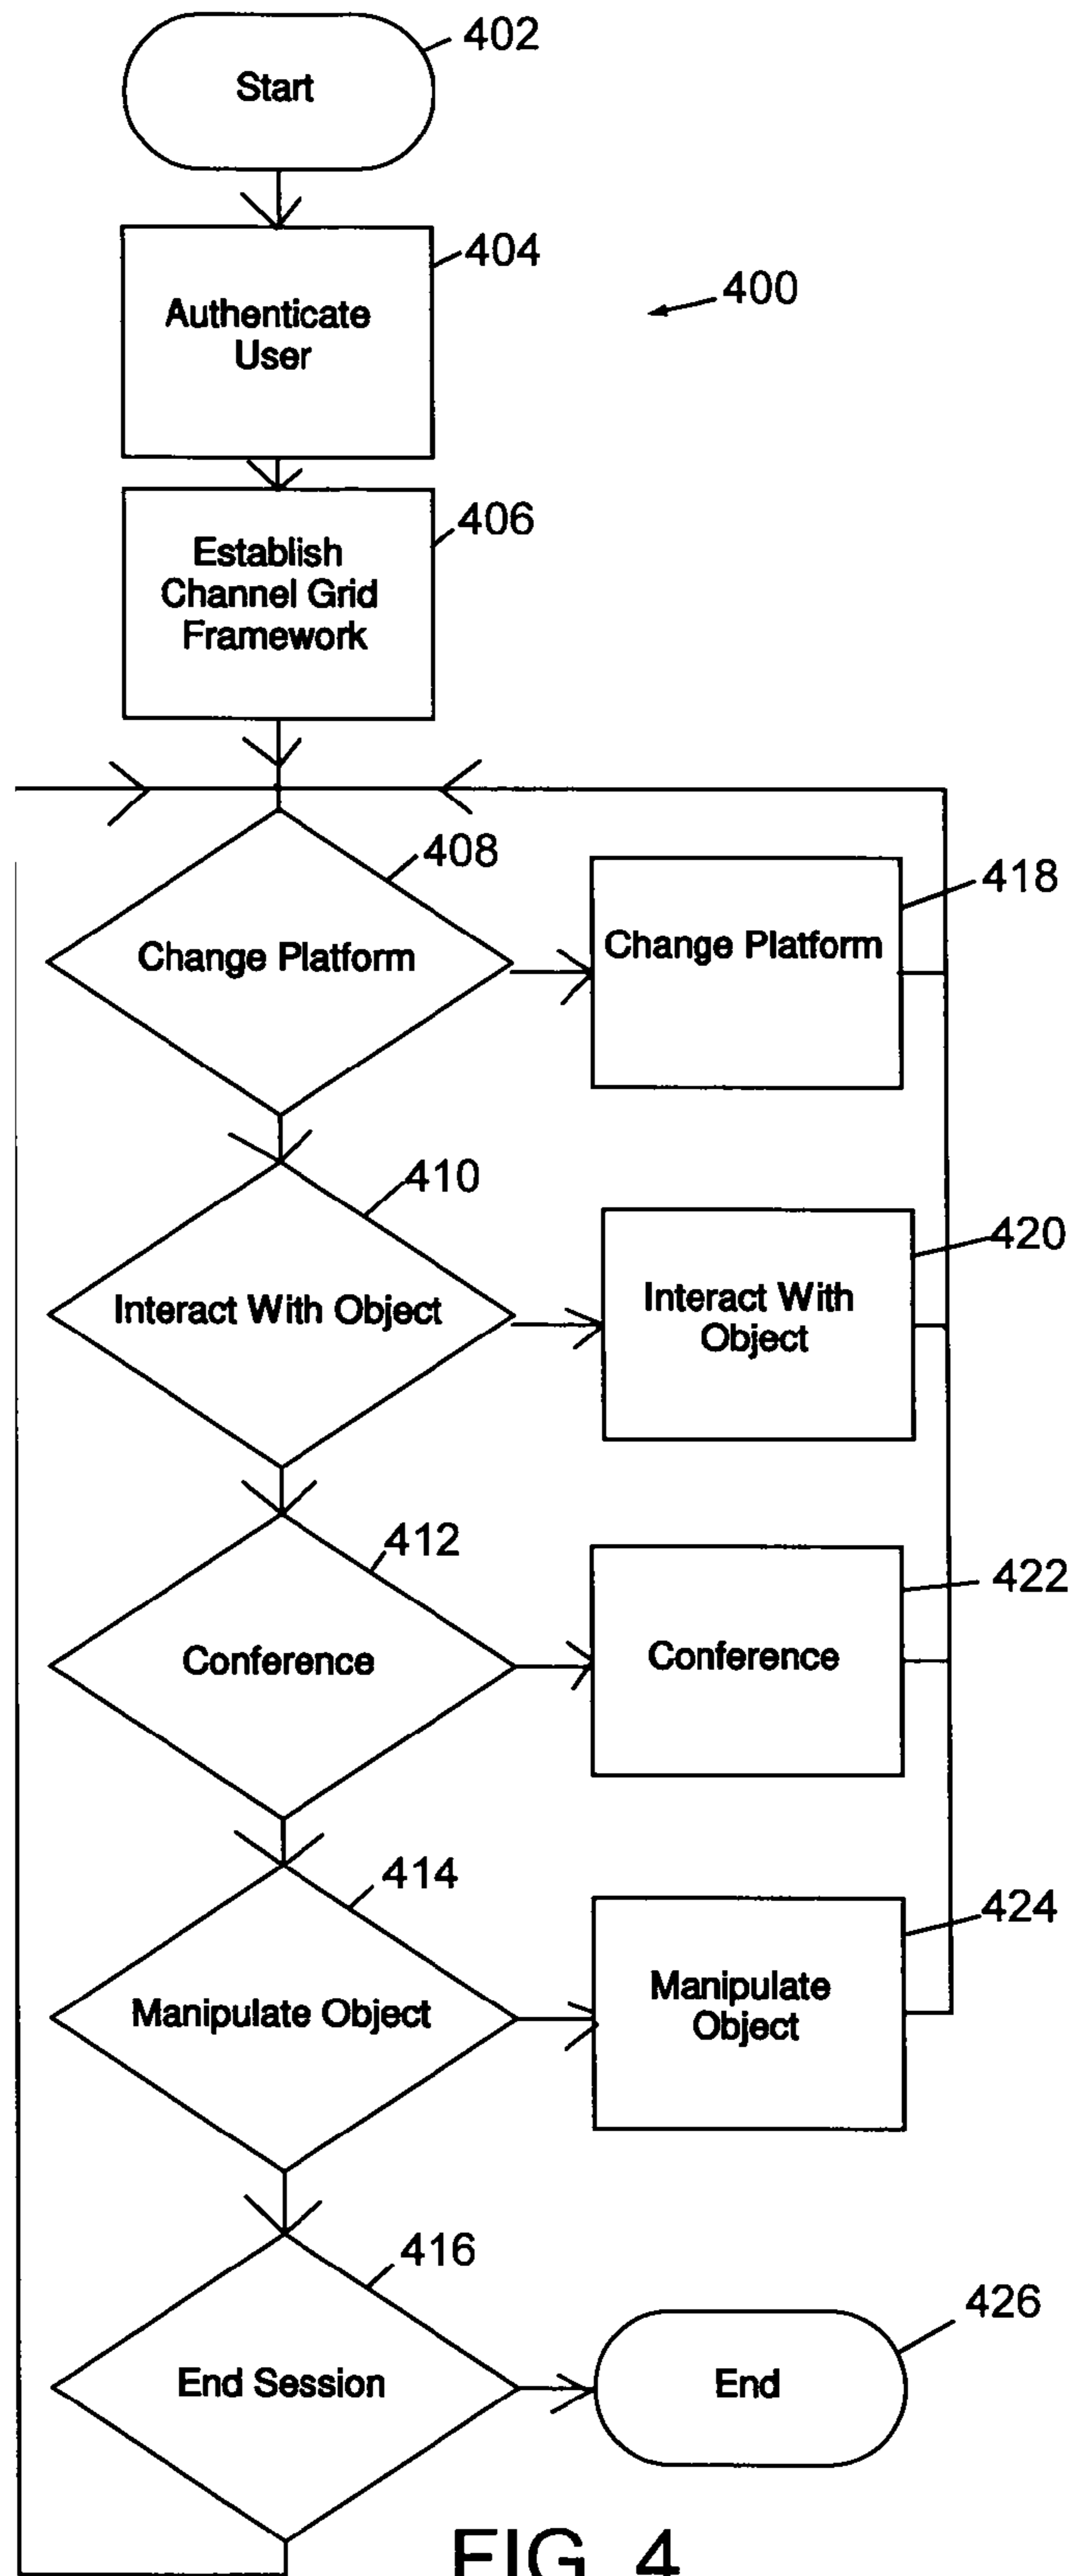 402
Start
404
400
Authenticate
User
406
Establish
Channel Grid
Framework
408
418
Change Platform
Change Platform
410
420
Interact With Object
Interact With
Object
412
422
Conference
Conference
414
424
Manipulate Object
Manipulate
Object
416
426
End Session
End
FIG. 4